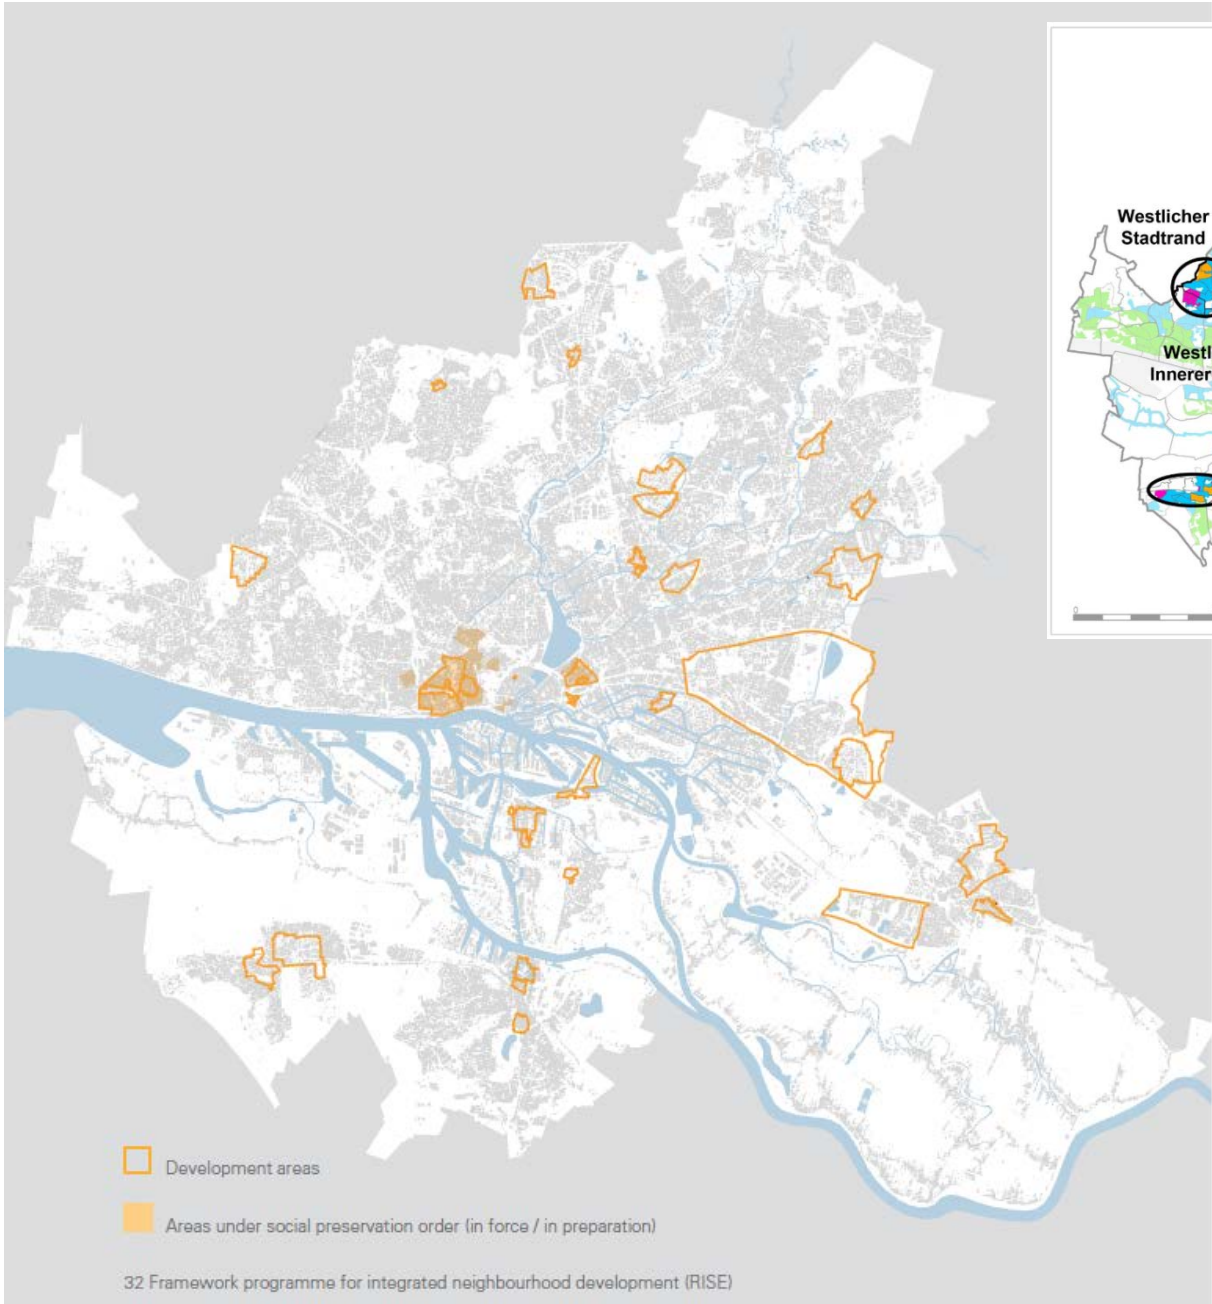 Westlicher
Stadtrand
Westl
Innerer
0
Development areas
Areas under social preservation order (in force / in preparation)
32 Framework programme for integrated neighbourhood development (RISE)